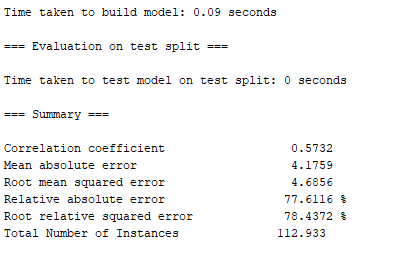 Time taken to build model: 0.09 seconds
=== Evaluation on test split ===
Time taken to test model on test split: 0 seconds
=== Summary ===
Correlation coefficient 0.5732
Mean absolute error 4.1759
Root mean squared error 4.6856
Relative absolute error 77.6116 %
Root relative squared error 78.4372 %
Total Number of Instances 112.933